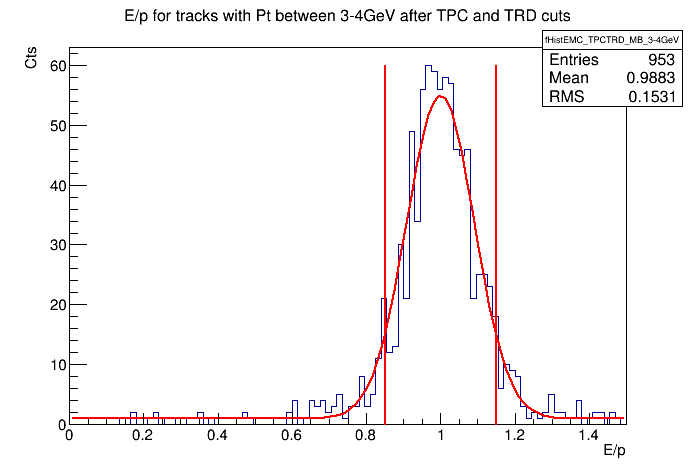 E/p for tracks with Pt between 3-4GeV after TPC and TRD cuts
Cts
fHistEMC_TPCTRD_MB_3-4GeV
Entries 953
Mean 0.9883
RMS 0.1531
60
50
40
30
20
10
0
0 0.2 0.4 0.6 0.8 1 1.2 1.4
E/p